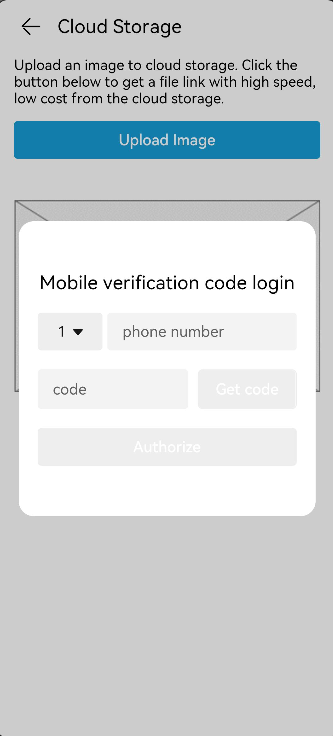 Cloud Storage
Upload an image to cloud storage. Click the
button below to get a file link with high speed,
low cost from the cloud storage.
Upload Image
Mobile verification code login
1
phone number
code
Get code
Authorize